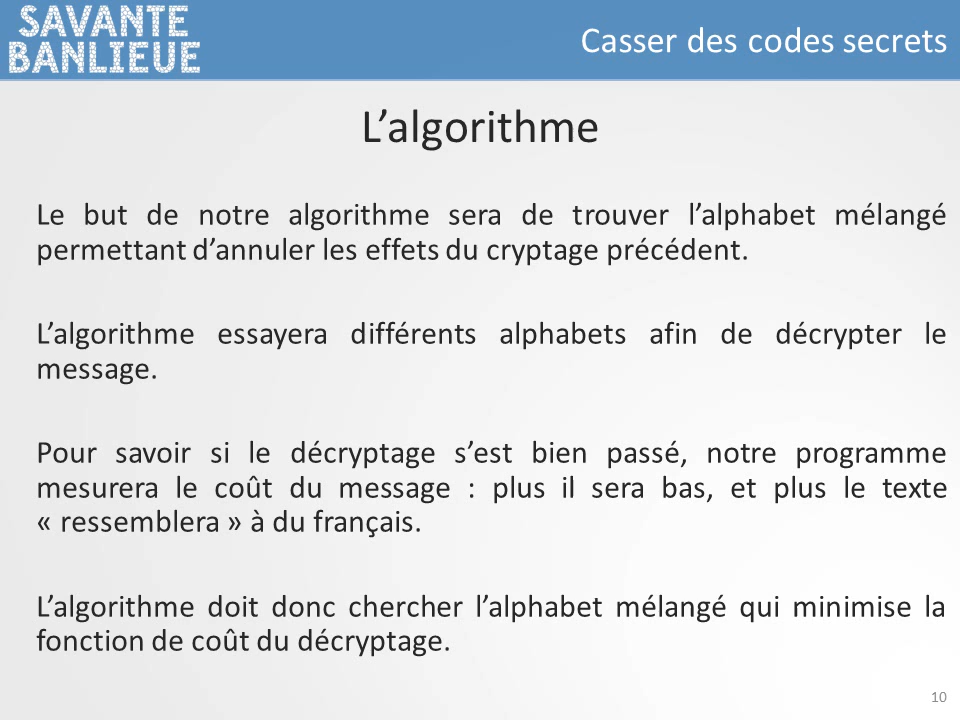 SAVANTE
BANLIEUE
Casser des codes secrets
L’algorithme
Le but de notre algorithme sera de trouver l’alphabet mélangé
permettant d’annuler les effets du cryptage précédent.
L’algorithme essayera différents alphabets afin de décrypter le
message.
Pour savoir si le décryptage s’est bien passé, notre programme
mesurera le coût du message : plus il sera bas, et plus le texte
« ressemblera » à du français.
L’algorithme doit donc chercher l’alphabet mélangé qui minimise la
fonction de coût du décryptage.
10